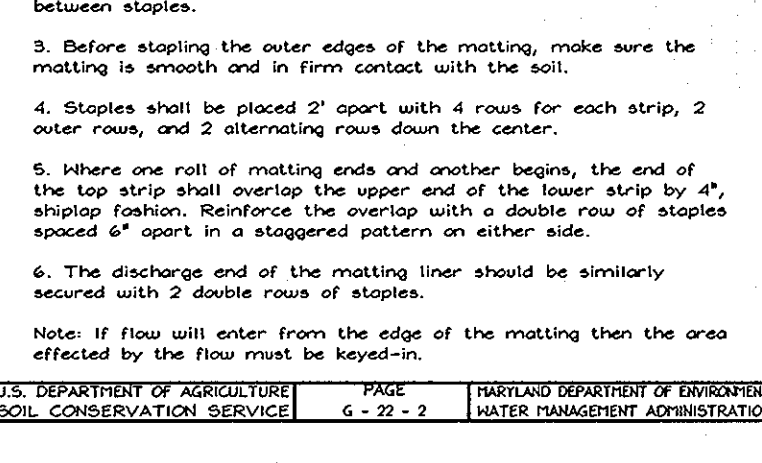 between staples.
3. Before stapling the outer edges of the matting, make sure the
matting is smooth and in firm contact with the soil.
4. Staples shall be placed 2' apart with 4 rows for each strip, 2
outer rows, and 2 alternating rows down the center.
5. Where one roll of matting ends and another begins, the end of
the top strip shall overlap the upper end of the lower strip by 4",
shiplap fashion. Reinforce the overlap with a double row of staples
spaced 6" apart in a staggered pattern on either side.
6. The discharge end of the matting liner should be similarly
secured with 2 double rows of staples.
Note: If flow will enter from the edge of the matting then the area
effected by the flow must be keyed-in.
U.S. DEPARTMENT OF AGRICULTURE PAGE MARYLAND DEPARTMENT OF ENVIRONMEN
SOIL CONSERVATION SERVICE G - 22 - 2 WATER MANAGEMENT ADMINISTRATIO